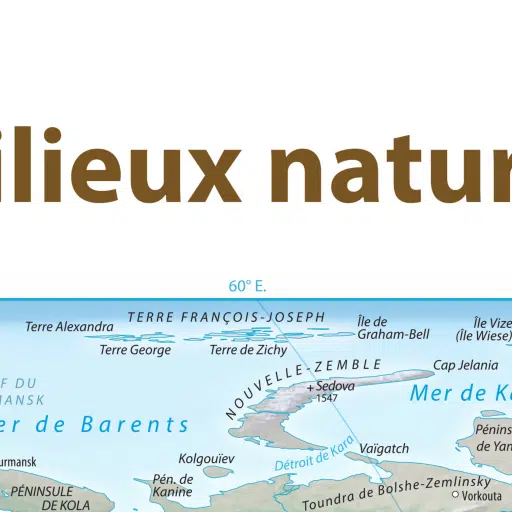 ilieux natur
60° E.
TERRE FRANÇOIS-JOSEPH
Terre Alexandra
Île de
Graham-Bell
Île Vize
(Île Wiese)
Terre George
Terre de Zichy
NOUVELLE-ZEMBLE
Cap Jelania
F DU
MANSK
+ Sedova
1547
Mer de K
er de Barents
Kolgouïev
Détroit de Kara
Vaïgatch
Pénins
de Yan
urmansk
Pén. de
Kanine
PÉNINSULE
DE KOLA
Toundra de Bolshe-Zemlinsky
Vorkouta